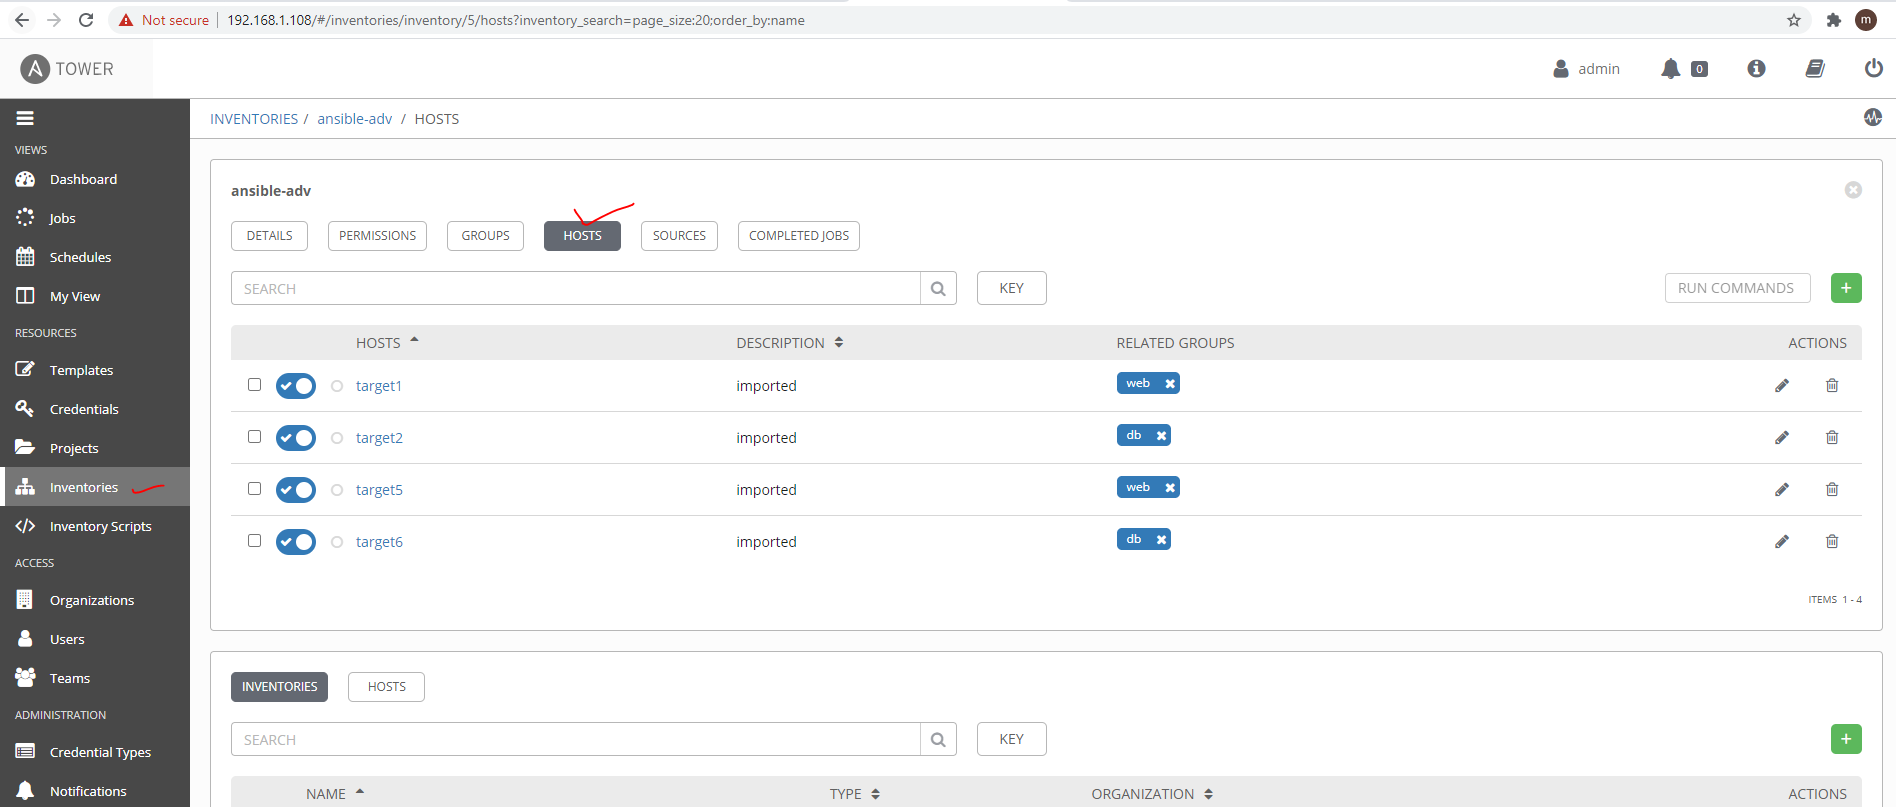 Not secure 192.168.1.108/#/inventories/inventory/5/hosts?inventory_search=page_size:20;order_by:name m
A TOWER admin 0
INVENTORIES / ansible-adv / HOSTS
VIEWS
Dashboard
Jobs
Schedules
My View
RESOURCES
Templates
Credentials
Projects
Inventories
Inventory Scripts
ACCESS
Organizations
Users
Teams
ADMINISTRATION
Credential Types
Notifications
ansible-adv
DETAILS PERMISSIONS GROUPS HOSTS SOURCES COMPLETED JOBS
SEARCH KEY RUN COMMANDS +
HOSTS DESCRIPTION RELATED GROUPS ACTIONS
target1 imported web
target2 imported db
target5 imported web
target6 imported db
ITEMS 1 - 4
INVENTORIES HOSTS
SEARCH KEY +
NAME TYPE ORGANIZATION ACTIONS